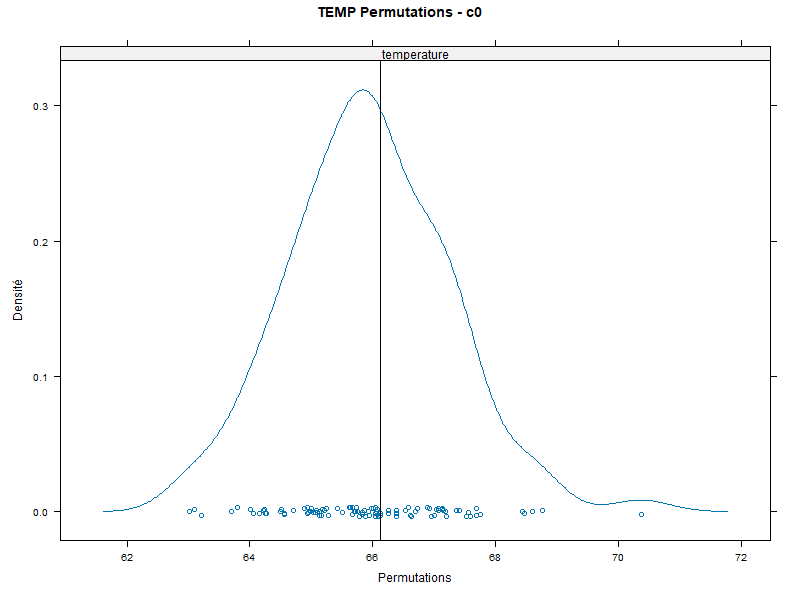 TEMP Permutations - c0
temperature
0.3
0.2
0.1
0.0
Densité
62 64 66 68 70 72
Permutations